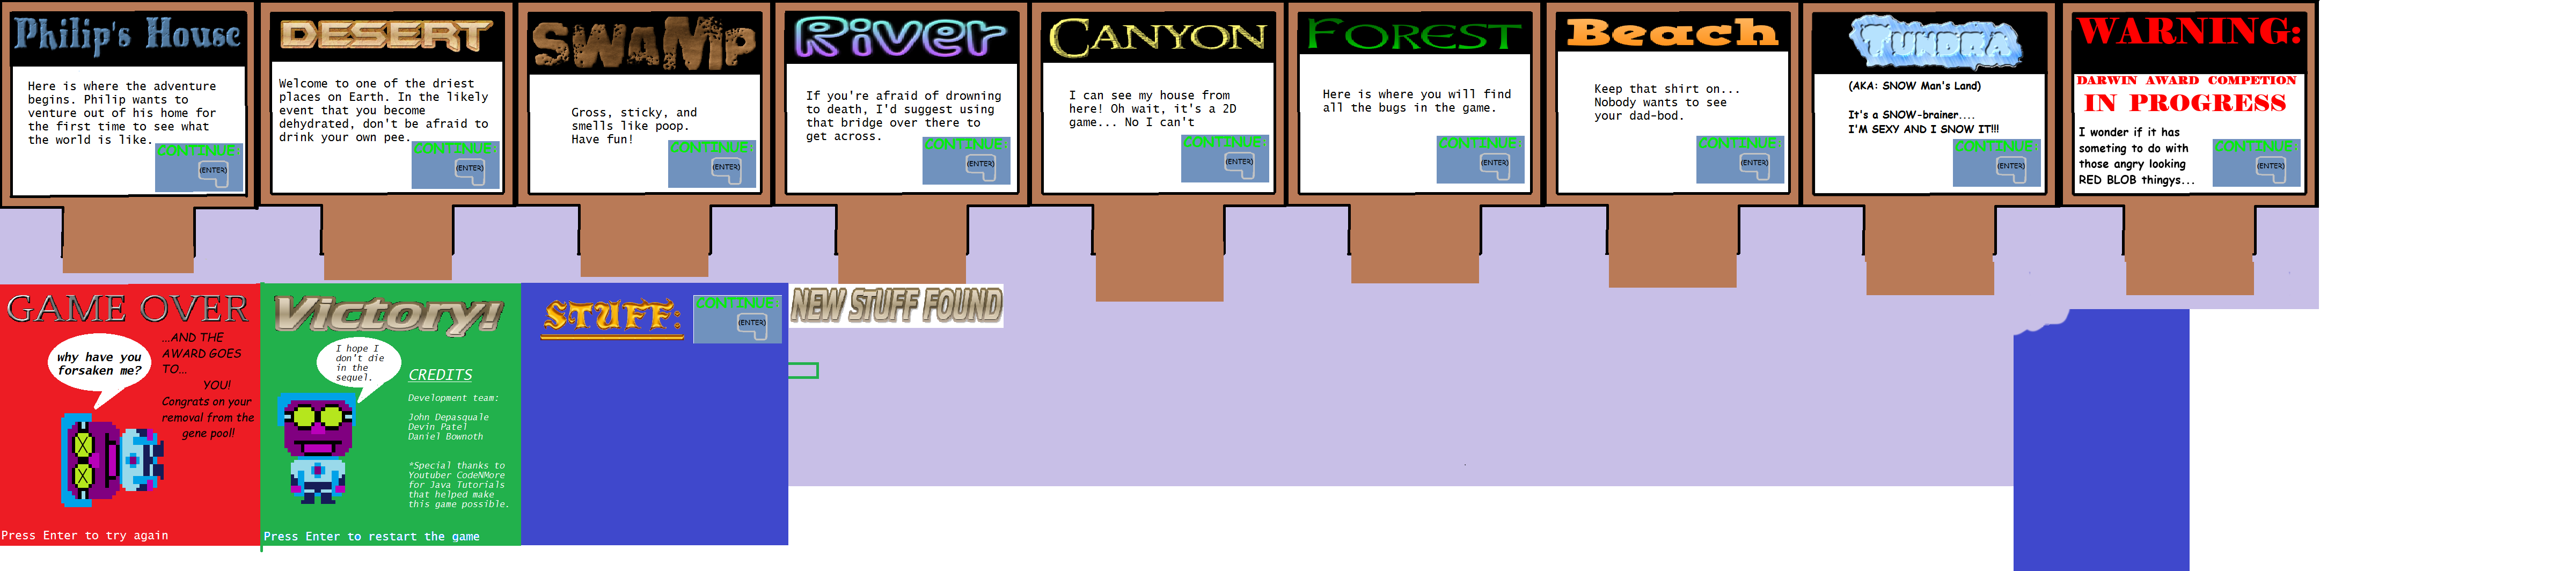 Philip's House
Here is where the adventure
begins. Philip wants to
venture out of his home for
the first time to see what
the world is like.
CONTINUE:
(ENTER)
DESERT
Welcome to one of the driest
places on Earth. In the likely
event that you become
dehydrated, don't be afraid to
drink your own pee.
CONTINUE:
(ENTER)
SWAMP
Gross, sticky, and
smells like poop.
Have fun!
CONTINUE:
(ENTER)
River
If you're afraid of drowning
to death, I'd suggest using
that bridge over there to
get across.
CONTINUE:
(ENTER)
CANYON
I can see my house from
here! Oh wait, it's a 2D
game... No I can't
CONTINUE:
(ENTER)
FOREST
Here is where you will find
all the bugs in the game.
CONTINUE:
(ENTER)
Beach
Keep that shirt on...
Nobody wants to see
your dad-bod.
CONTINUE:
(ENTER)
TUNDRA
(AKA: SNOW Man's Land)
It's a SNOW-brainer....
I'M SEXY AND I SNOW IT!!!
CONTINUE:
(ENTER)
WARNING:
DARWIN AWARD COMPETION
IN PROGRESS
I wonder if it has
someting to do with
those angry looking
RED BLOB thingys...
CONTINUE:
(ENTER)
GAME OVER
why have you
forsaken me?
...AND THE
AWARD GOES
TO...
YOU!
Congrats on your
removal from the
gene pool!
Press Enter to try again
Victory!
I hope I
don't die
in the
sequel.
CREDITS
Development team:
John Depasquale
Devin Patel
Daniel Bownoth
*Special thanks to
Youtuber CodeNMore
for Java Tutorials
that helped make
this game possible.
Press Enter to restart the game
STUFF:
CONTINUE:
(ENTER)
NEW STUFF FOUND